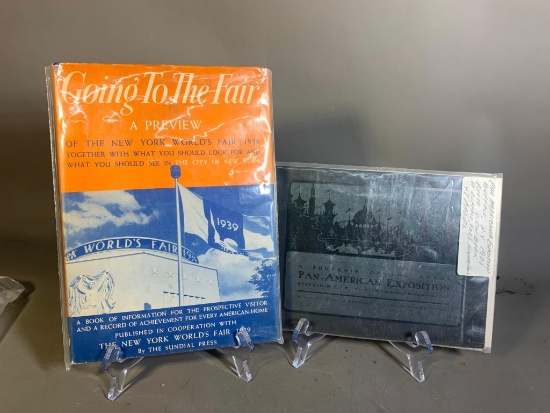 Going To The Fair
A PREVIEW
OF THE NEW YORK WORLD'S FAIR 1939
TOGETHER WITH WHAT YOU SHOULD LOOK FOR AND
WHAT YOU SHOULD SEE IN THE CITY OF NEW YORK
1939
WORLD'S FAIR 193
A BOOK OF INFORMATION FOR THE PROSPECTIVE VISITOR
AND A RECORD OF ACHIEVEMENT FOR EVERY AMERICAN HOME
PUBLISHED IN COOPERATION WITH
THE NEW YORK WORLD'S FAIR 1939
By THE SUNDIAL PRESS
A SOUVENIR
PAN-AMERICAN EXPOSITION